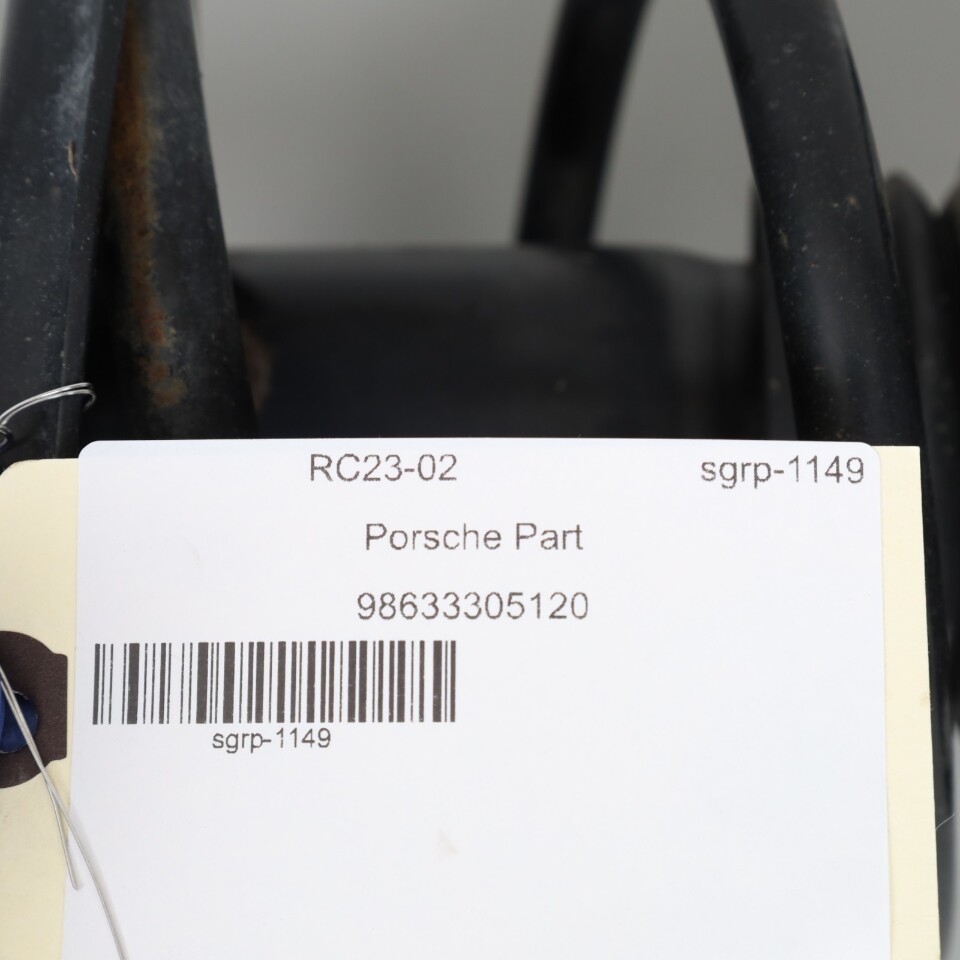 RC23-02 sgrp-1149
Porsche Part
98633305120
sgrp-1149